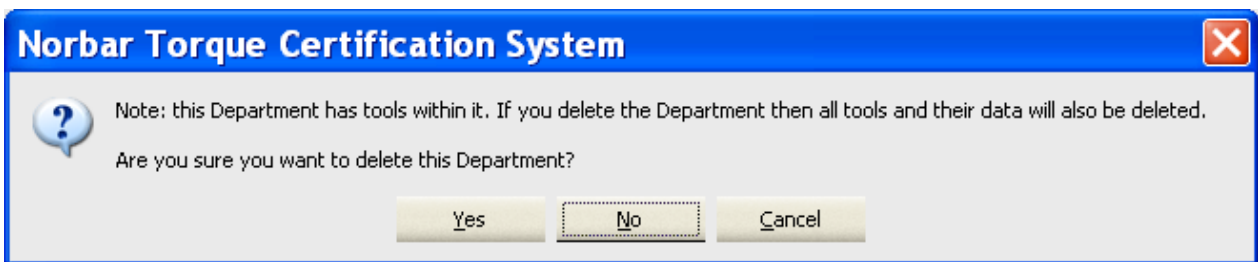 Norbar Torque Certification System
Note: this Department has tools within it. If you delete the Department then all tools and their data will also be deleted.
Are you sure you want to delete this Department?
Yes No Cancel